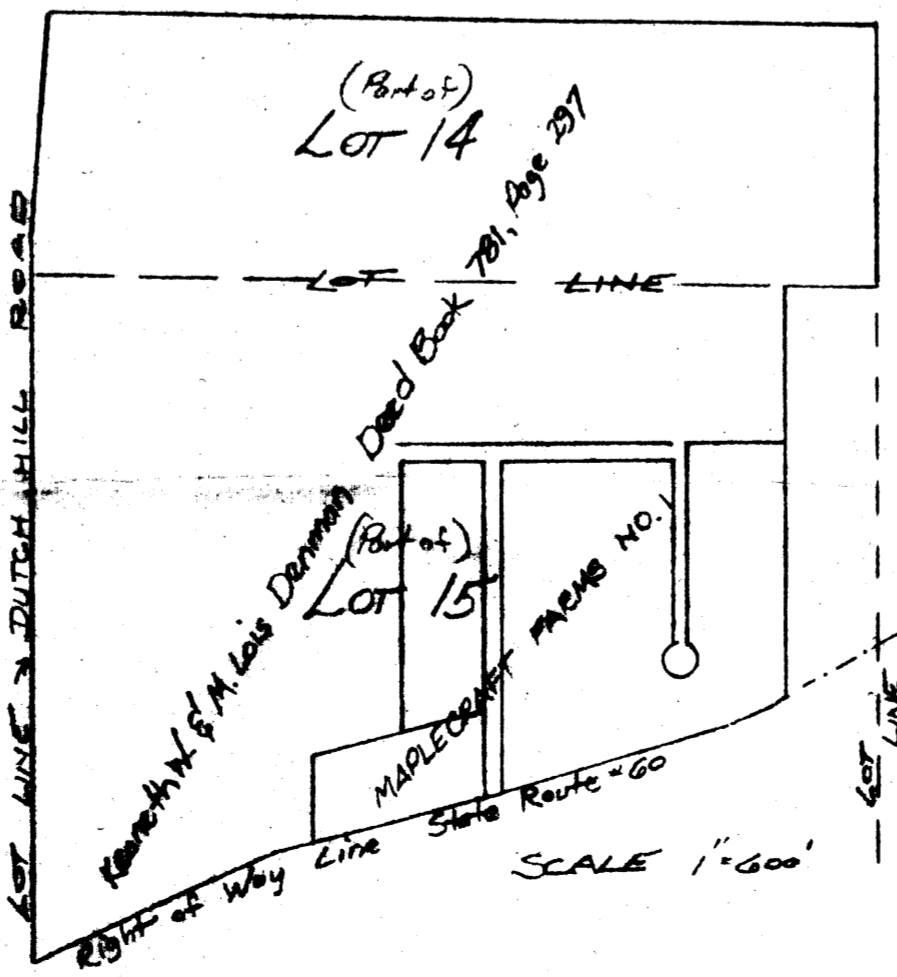 (Part of)
LOT 14
LOT LINE
LOT LINE & DUTCH HILL ROAD
Kenneth W. & M. Lois Denman Deed Book 781, Page 297
(Part of)
LOT 15
MAPLECRAFT FARMS NO. 1
LOT LINE
Right of Way Line State Route #60
SCALE 1"=600'